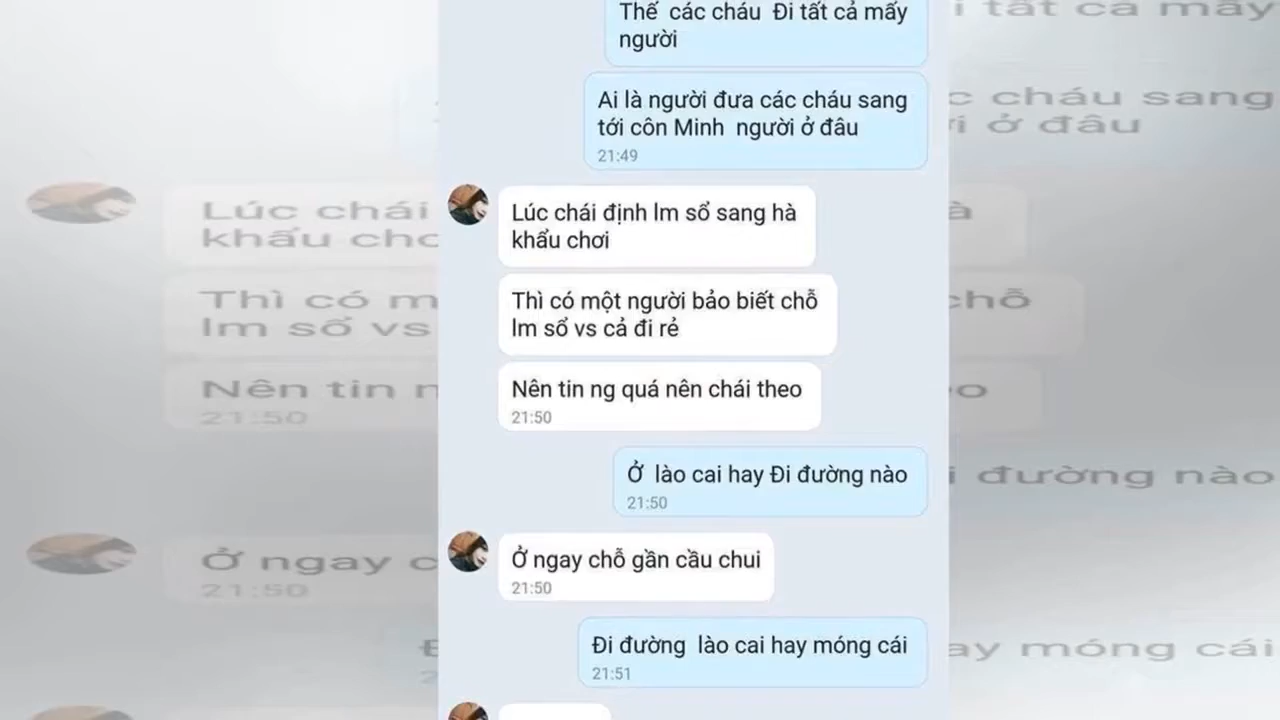 Thế các cháu Đi tất cả mấy
người
Ai là người đưa các cháu sang
tới côn Minh người ở đâu
21:49
Lúc chái định lm sổ sang hà
khẩu chơi
Thì có một người bảo biết chỗ
lm sổ vs cả đi rẻ
Nên tin ng quá nên chái theo
21:50
Ở lào cai hay Đi đường nào
21:50
Ở ngay chỗ gần cầu chui
21:50
Đi đường lào cai hay móng cái
21:51